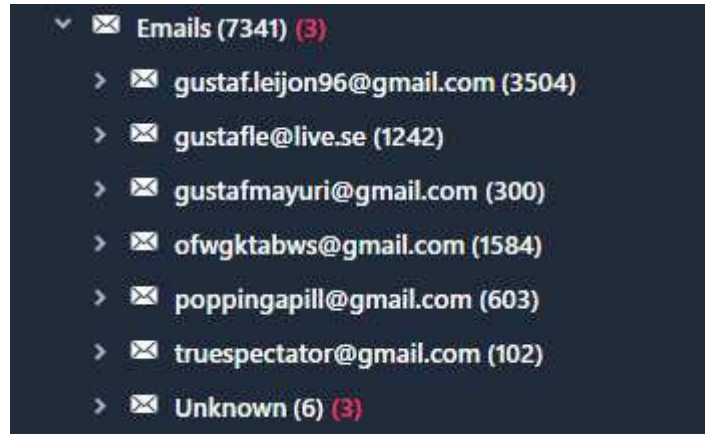 Emails (7341) (3)
gustaf.leijon96@gmail.com (3504)
gustafle@live.se (1242)
gustafmayuri@gmail.com (300)
ofwgktabws@gmail.com (1584)
poppingapill@gmail.com (603)
truespectator@gmail.com (102)
Unknown (6) (3)